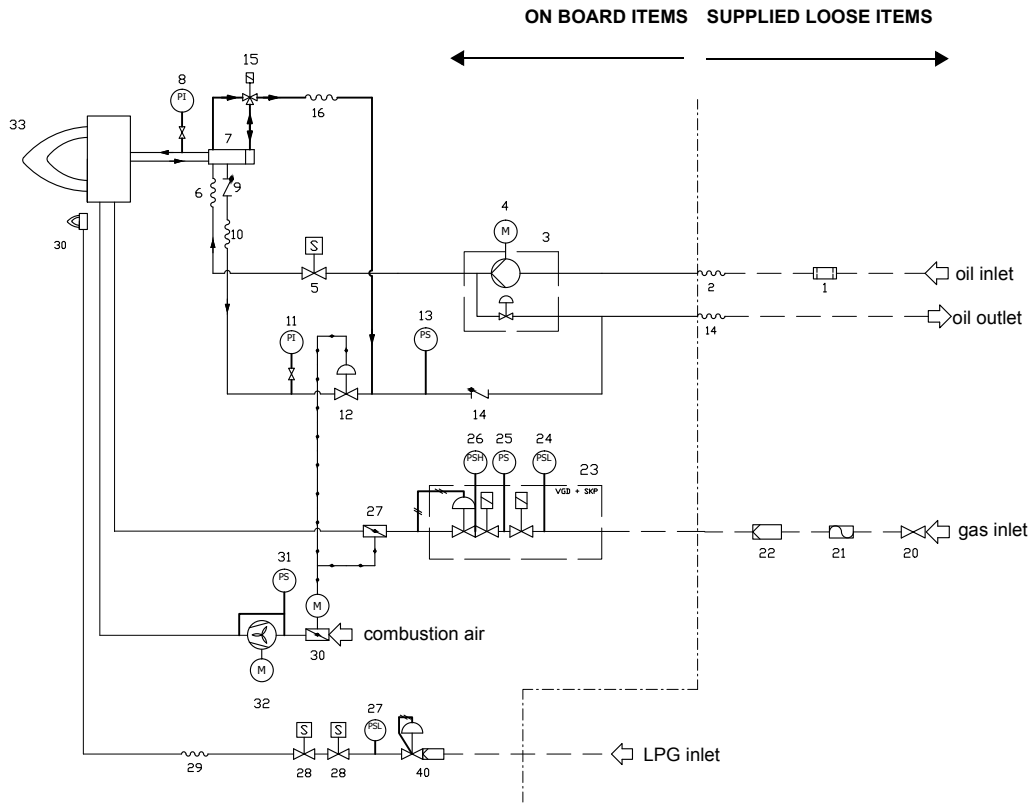 ON BOARD ITEMS SUPPLIED LOOSE ITEMS
15
8
PI
16
33
7
6
9
10
30
4
M
3
S
5
2
1
oil inlet
14
oil outlet
11
PI
13
PS
12
14
26
25
24
PSH
PS
PSL
23
VGD + SKP
27
22
21
20
gas inlet
31
PS
M
combustion air
30
M
32
27
S
S
PSL
29
28
28
40
LPG inlet